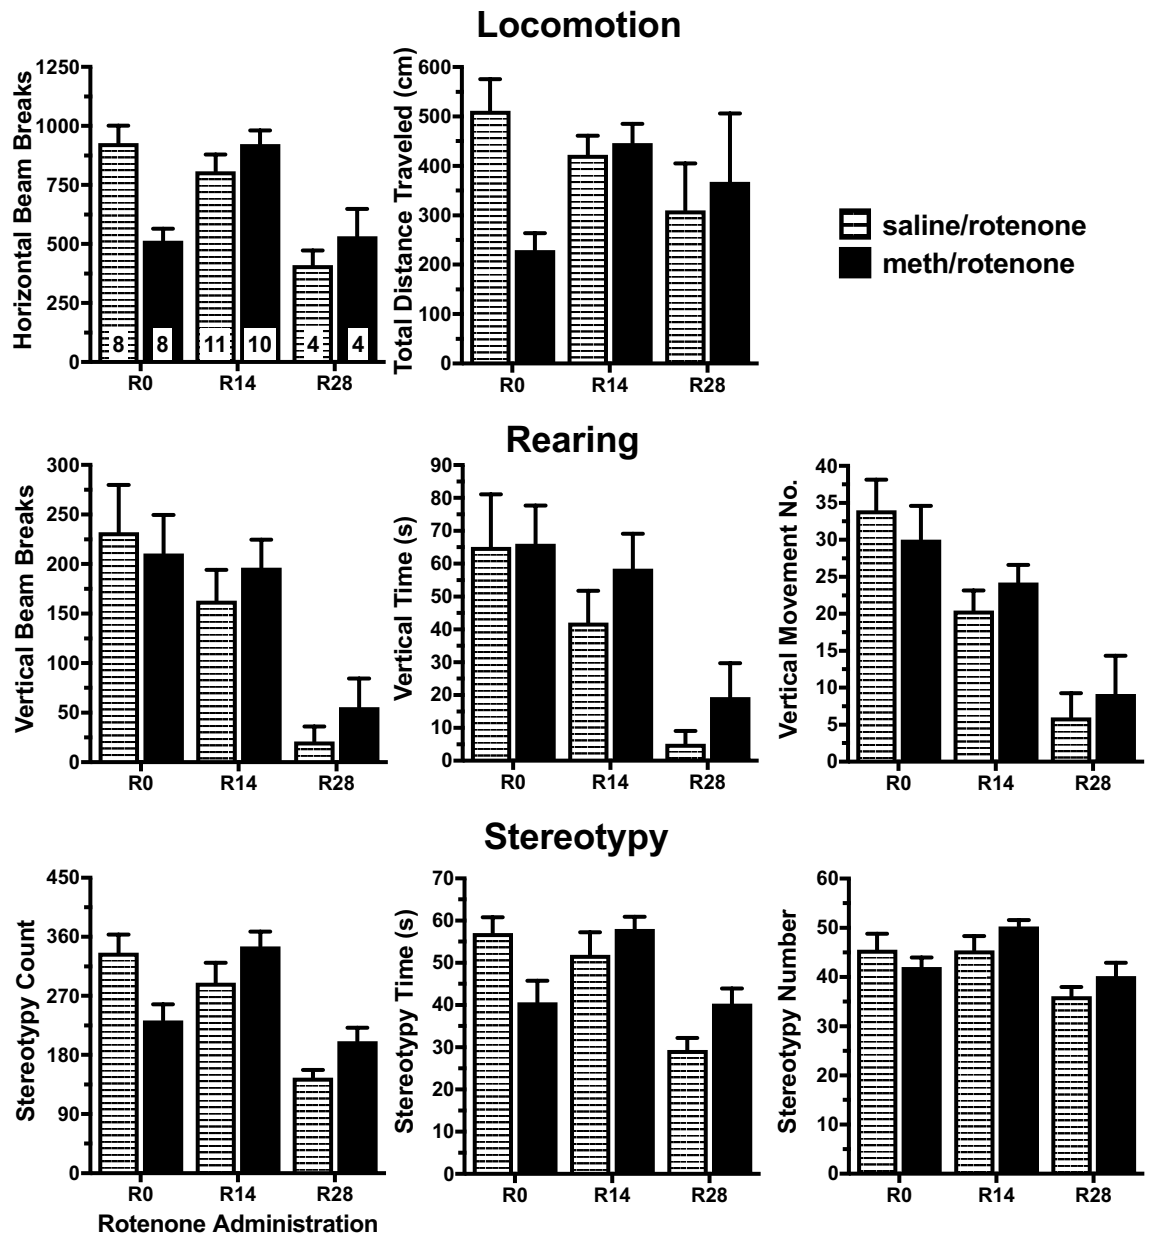 Locomotion
Horizontal Beam Breaks
1250
1000
750
500
250
0
8
8
11
10
4
4
R0
R14
R28
Total Distance Traveled (cm)
600
500
400
300
200
100
0
R0
R14
R28
saline/rotenone
meth/rotenone
Rearing
Vertical Beam Breaks
300
250
200
150
100
50
0
R0
R14
R28
Vertical Time (s)
90
80
70
60
50
40
30
20
10
0
R0
R14
R28
Vertical Movement No.
40
35
30
25
20
15
10
5
0
R0
R14
R28
Stereotypy
Stereotypy Count
450
360
270
180
90
0
R0
R14
R28
Rotenone Administration
Stereotypy Time (s)
70
60
50
40
30
20
10
0
R0
R14
R28
Stereotypy Number
60
50
40
30
20
10
0
R0
R14
R28